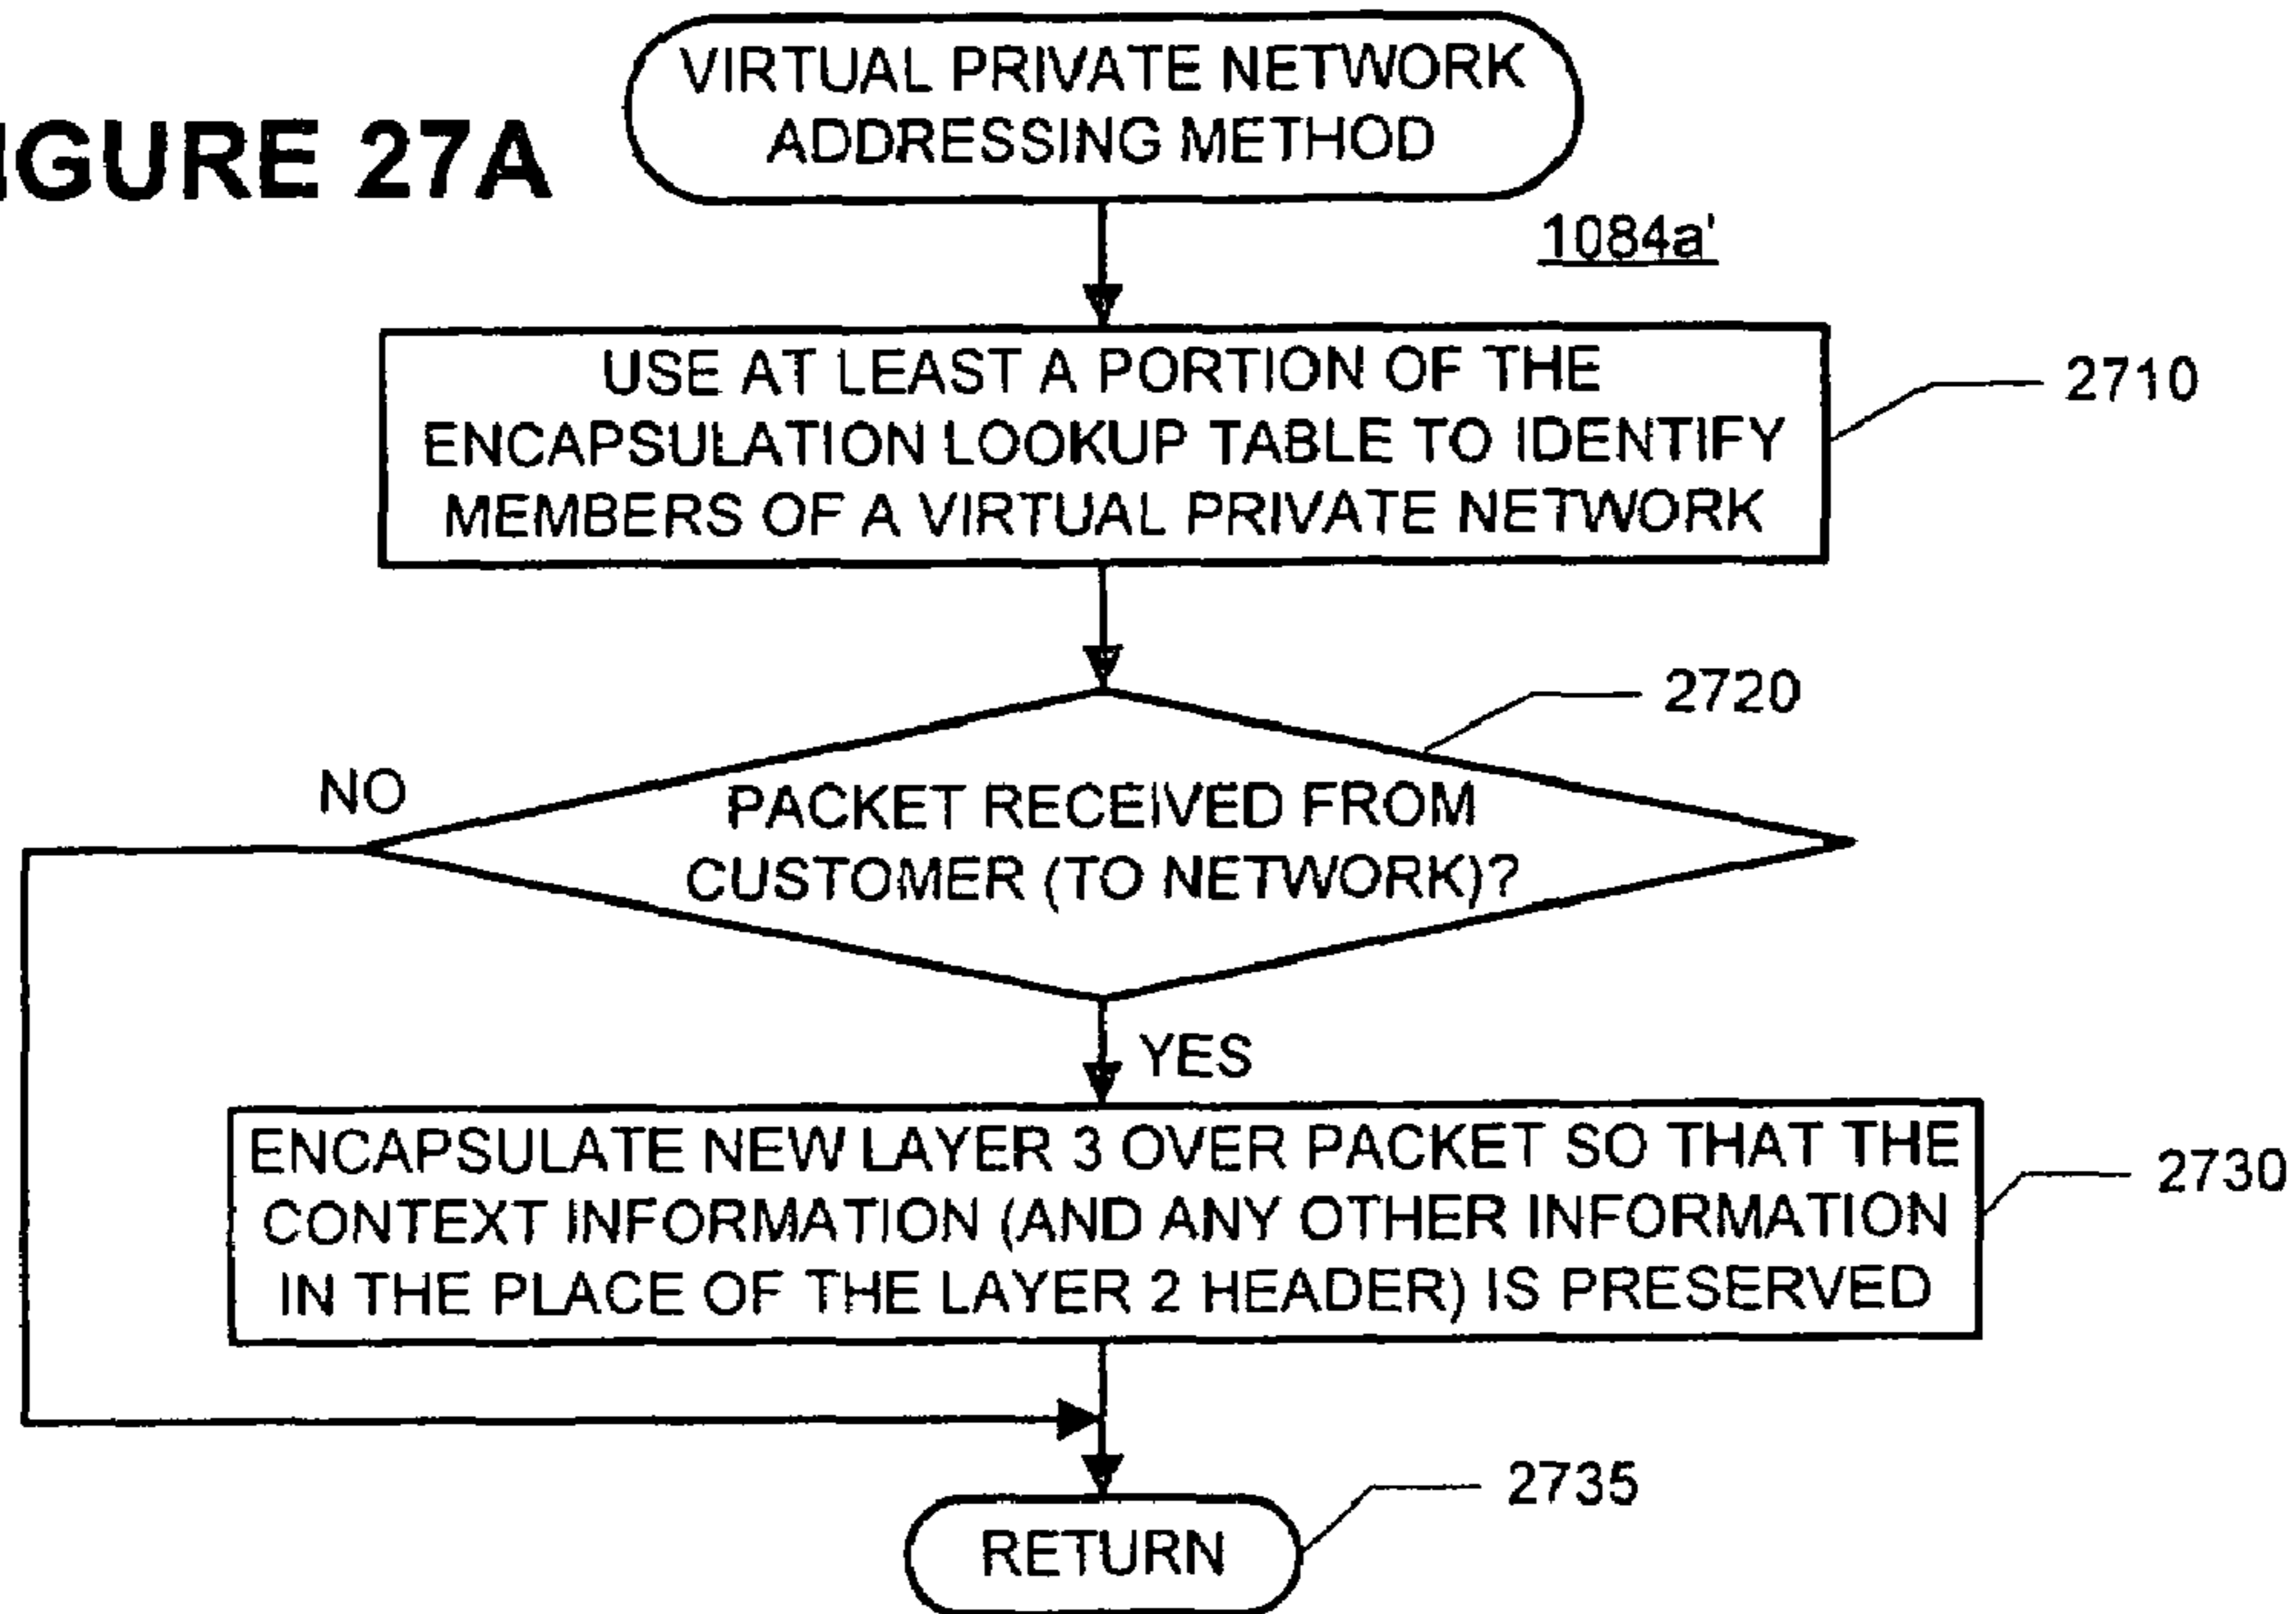 IGURE 27A
VIRTUAL PRIVATE NETWORK
ADDRESSING METHOD
1084a'
USE AT LEAST A PORTION OF THE
ENCAPSULATION LOOKUP TABLE TO IDENTIFY
MEMBERS OF A VIRTUAL PRIVATE NETWORK
2710
2720
NO
PACKET RECEIVED FROM
CUSTOMER (TO NETWORK)?
YES
ENCAPSULATE NEW LAYER 3 OVER PACKET SO THAT THE
CONTEXT INFORMATION (AND ANY OTHER INFORMATION
IN THE PLACE OF THE LAYER 2 HEADER) IS PRESERVED
2730
2735
RETURN